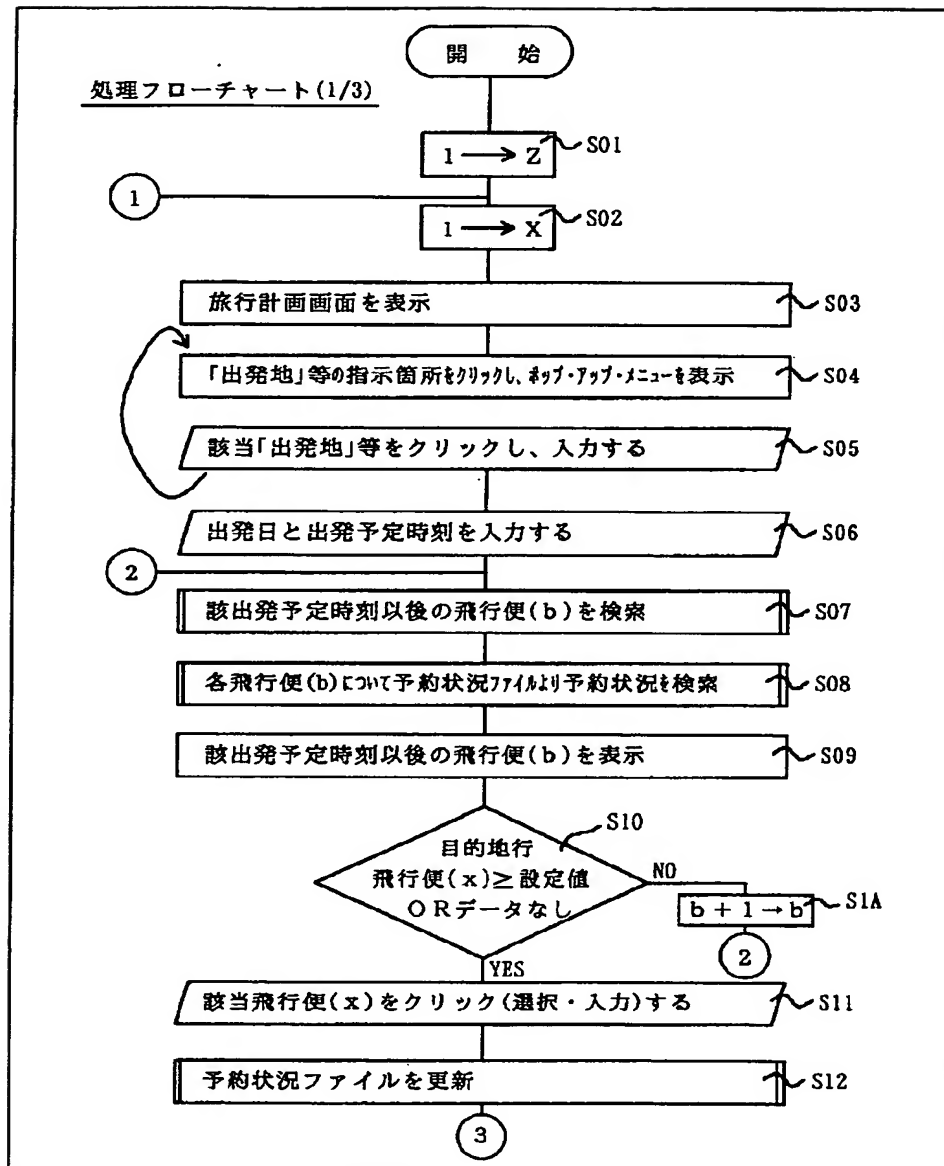 開 始
処理フローチャート(1/3)
1 → Z
S01
1
1 → X
S02
旅行計画画面を表示
S03
「出発地」等の指示箇所をクリックし、ポップ・アップ・メニューを表示
S04
該当「出発地」等をクリックし、入力する
S05
出発日と出発予定時刻を入力する
S06
2
該出発予定時刻以後の飛行便(b)を検索
S07
各飛行便(b)について予約状況ファイルより予約状況を検索
S08
該出発予定時刻以後の飛行便(b)を表示
S09
S10
目的地行
飛行便(x)≥設定値
ORデータなし
NO
b + 1 → b
S1A
2
YES
該当飛行便(x)をクリック(選択・入力)する
S11
予約状況ファイルを更新
S12
3